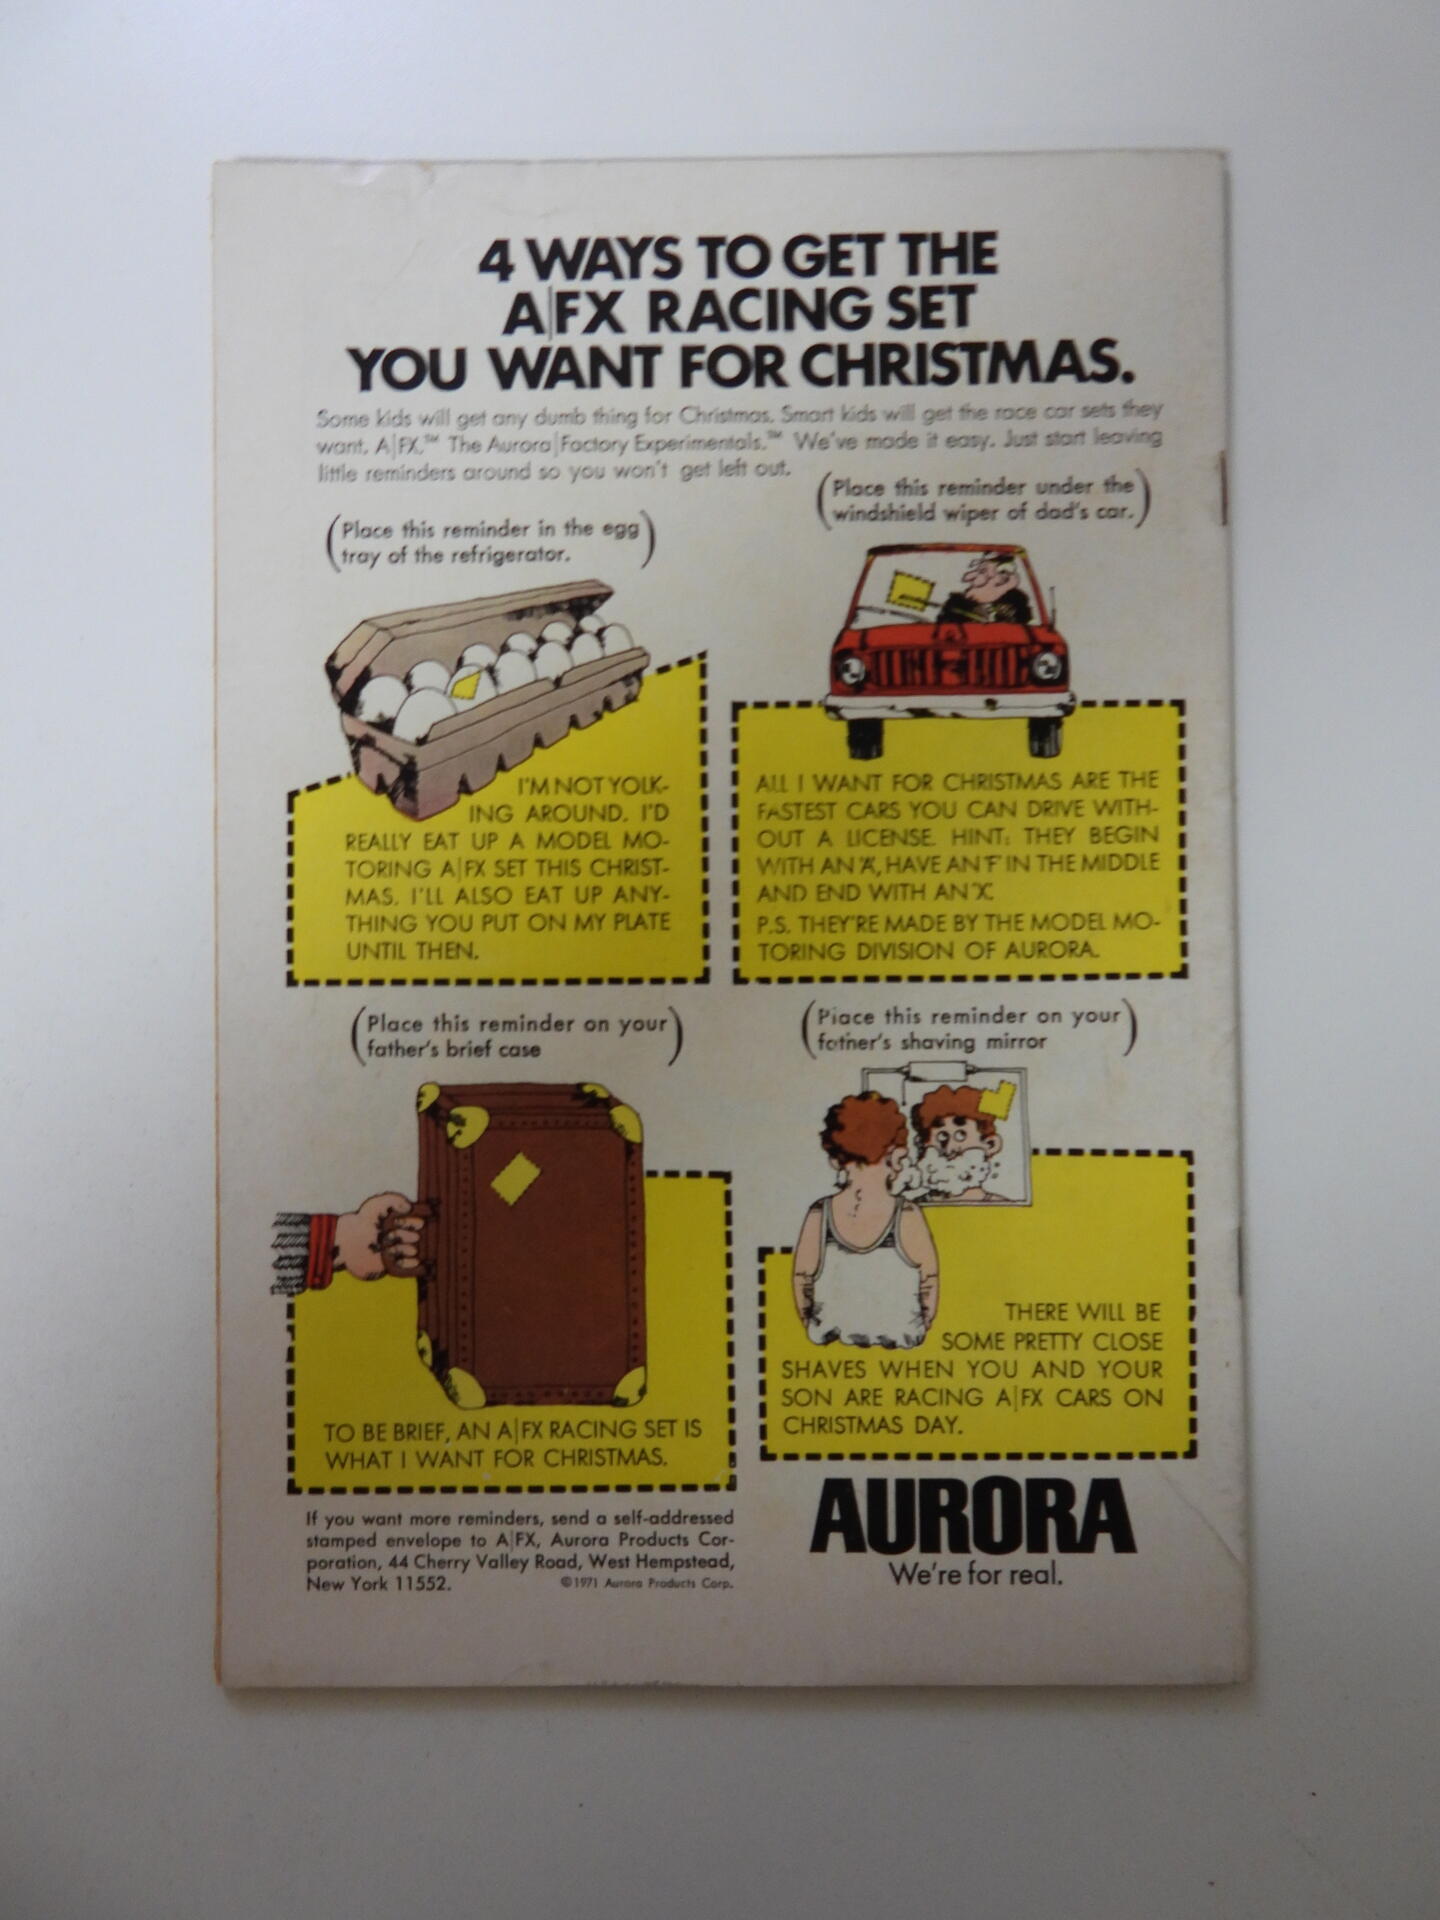 4 WAYS TO GET THE
A|FX RACING SET
YOU WANT FOR CHRISTMAS.
Some kids will get any dumb thing for Christmas. Smart kids will get the race car sets they
want. A|FX.™ The Aurora|Factory Experimentals.™ We've made it easy. Just start leaving
little reminders around so you won't get left out.
(Place this reminder in the egg
tray of the refrigerator.)
I'M NOT YOLK-
ING AROUND. I'D
REALLY EAT UP A MODEL MO-
TORING A|FX SET THIS CHRIST-
MAS. I'LL ALSO EAT UP ANY-
THING YOU PUT ON MY PLATE
UNTIL THEN.
(Place this reminder under the
windshield wiper of dad's car.)
ALL I WANT FOR CHRISTMAS ARE THE
FASTEST CARS YOU CAN DRIVE WITH-
OUT A LICENSE. HINT: THEY BEGIN
WITH AN 'A', HAVE AN 'F' IN THE MIDDLE
AND END WITH AN 'X'.
P.S. THEY'RE MADE BY THE MODEL MO-
TORING DIVISION OF AURORA.
(Place this reminder on your
father's brief case)
TO BE BRIEF, AN A|FX RACING SET IS
WHAT I WANT FOR CHRISTMAS.
(Place this reminder on your
father's shaving mirror)
THERE WILL BE
SOME PRETTY CLOSE
SHAVES WHEN YOU AND YOUR
SON ARE RACING A|FX CARS ON
CHRISTMAS DAY.
If you want more reminders, send a self-addressed
stamped envelope to A|FX, Aurora Products Cor-
poration, 44 Cherry Valley Road, West Hempstead,
New York 11552. ©1971 Aurora Products Corp.
AURORA
We're for real.